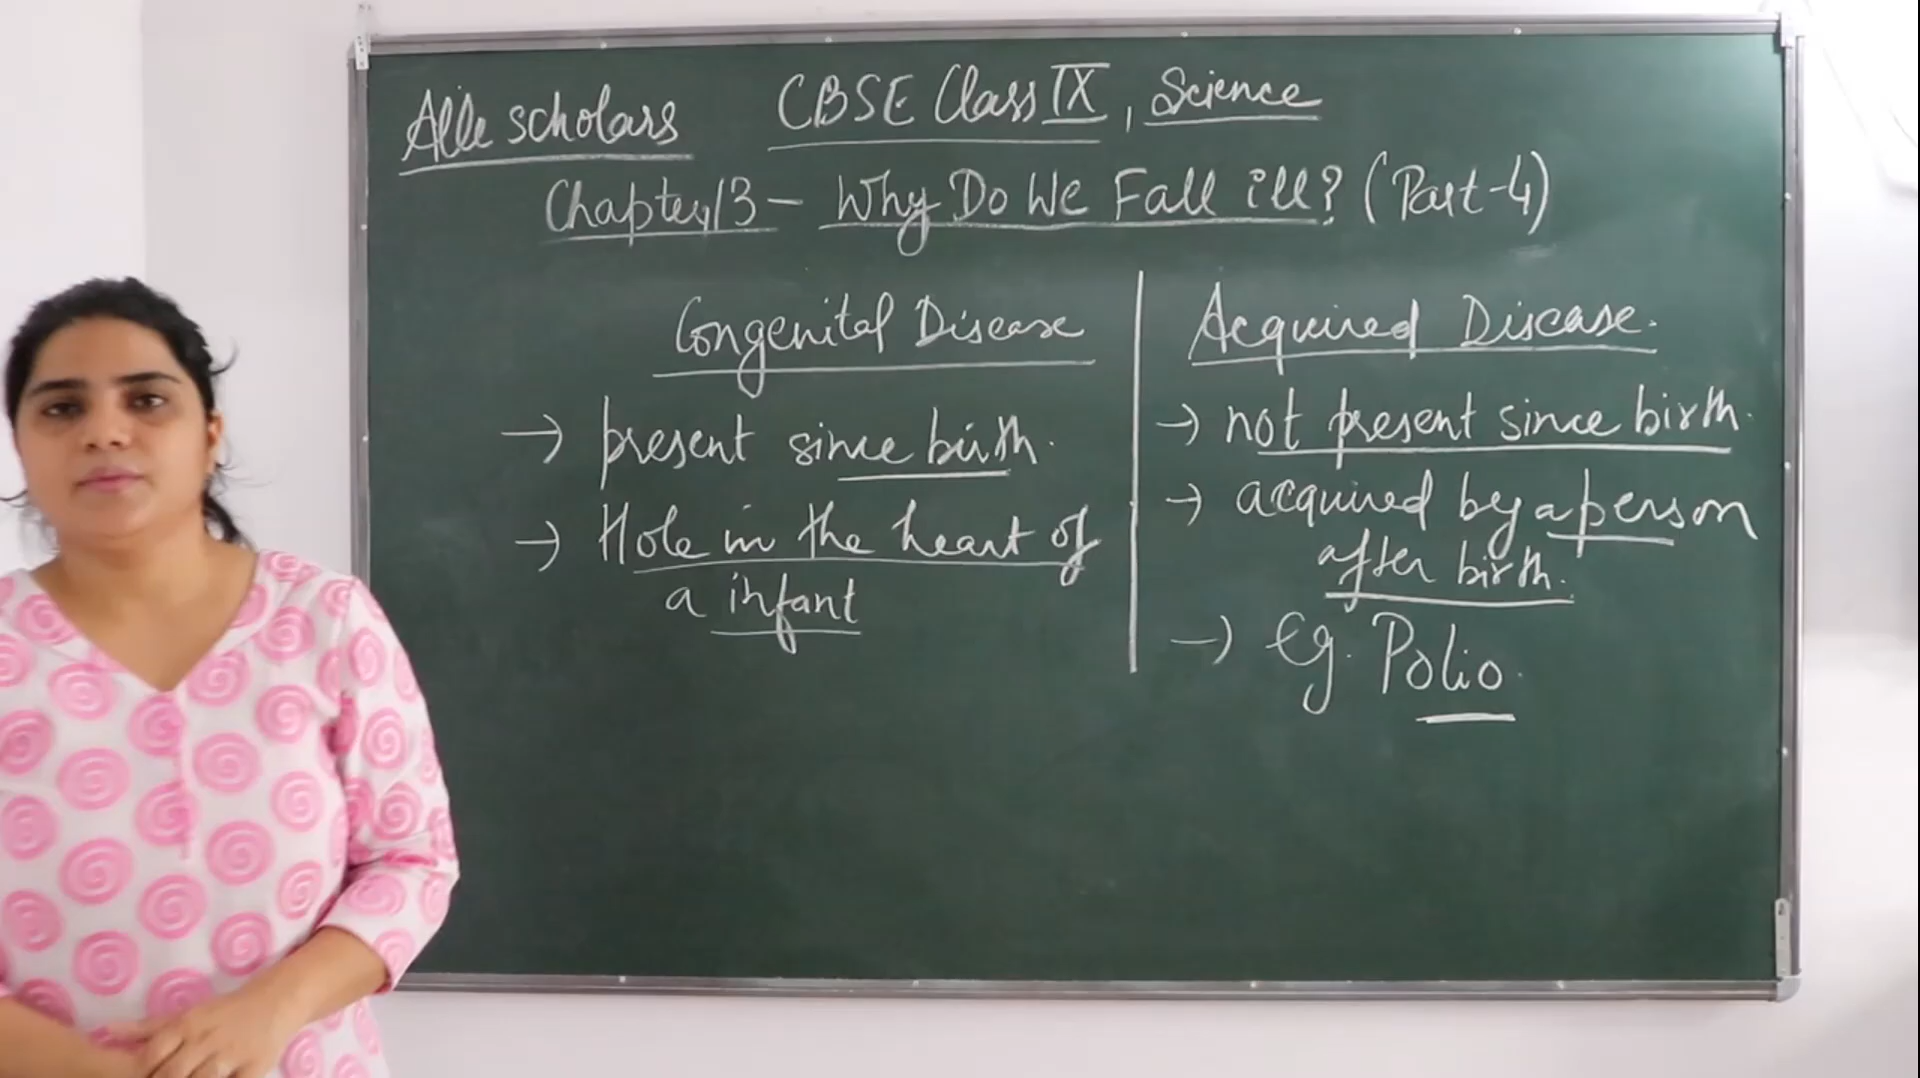 Alle scholars CBSE Class IX, Science
Chapter 13 - Why Do We Fall ill? (Part-4)
Congenital Disease
→ present since birth.
→ Hole in the heart of
a infant
Acquired Disease.
→ not present since birth.
→ acquired by a person
after birth.
→ Eg. Polio.